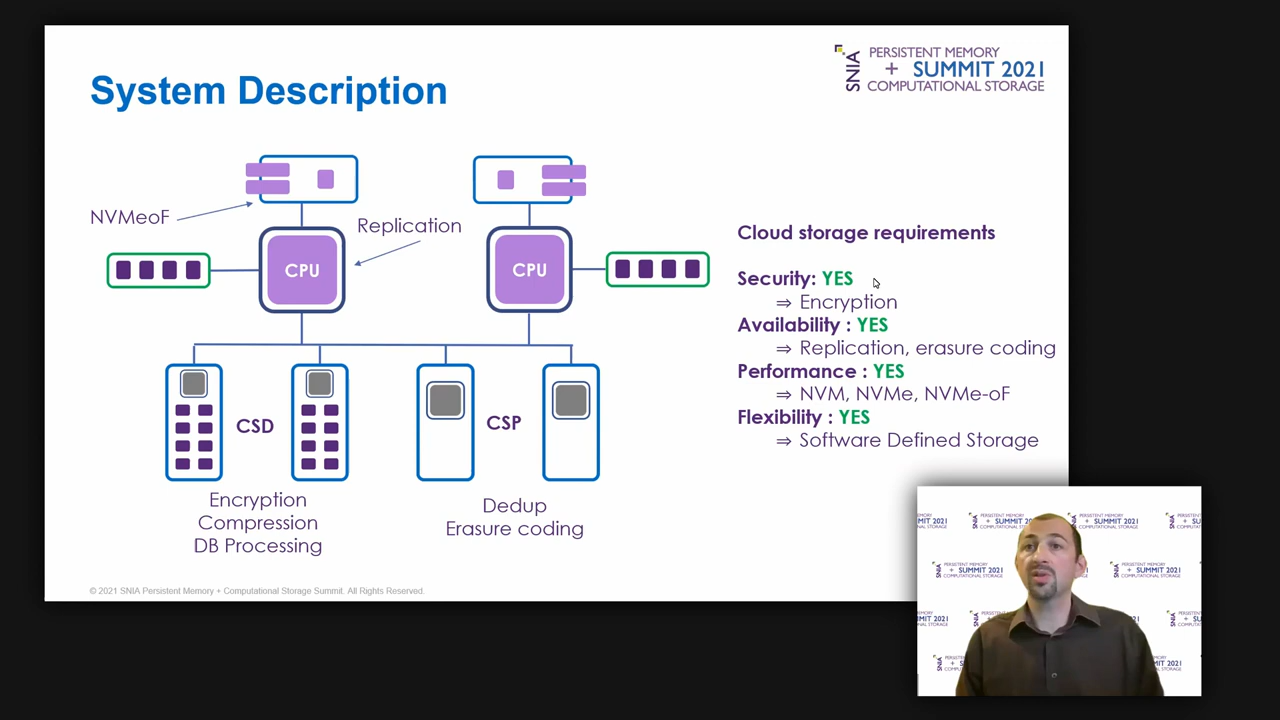 System Description
SNIA
PERSISTENT MEMORY
+ SUMMIT 2021
COMPUTATIONAL STORAGE
NVMeoF
Replication
CPU
CPU
CSD
CSP
Encryption
Compression
DB Processing
Dedup
Erasure coding
Cloud storage requirements
Security: YES
⇒ Encryption
Availability : YES
⇒ Replication, erasure coding
Performance : YES
⇒ NVM, NVMe, NVMe-oF
Flexibility : YES
⇒ Software Defined Storage
© 2021 SNIA Persistent Memory + Computational Storage Summit. All Rights Reserved.